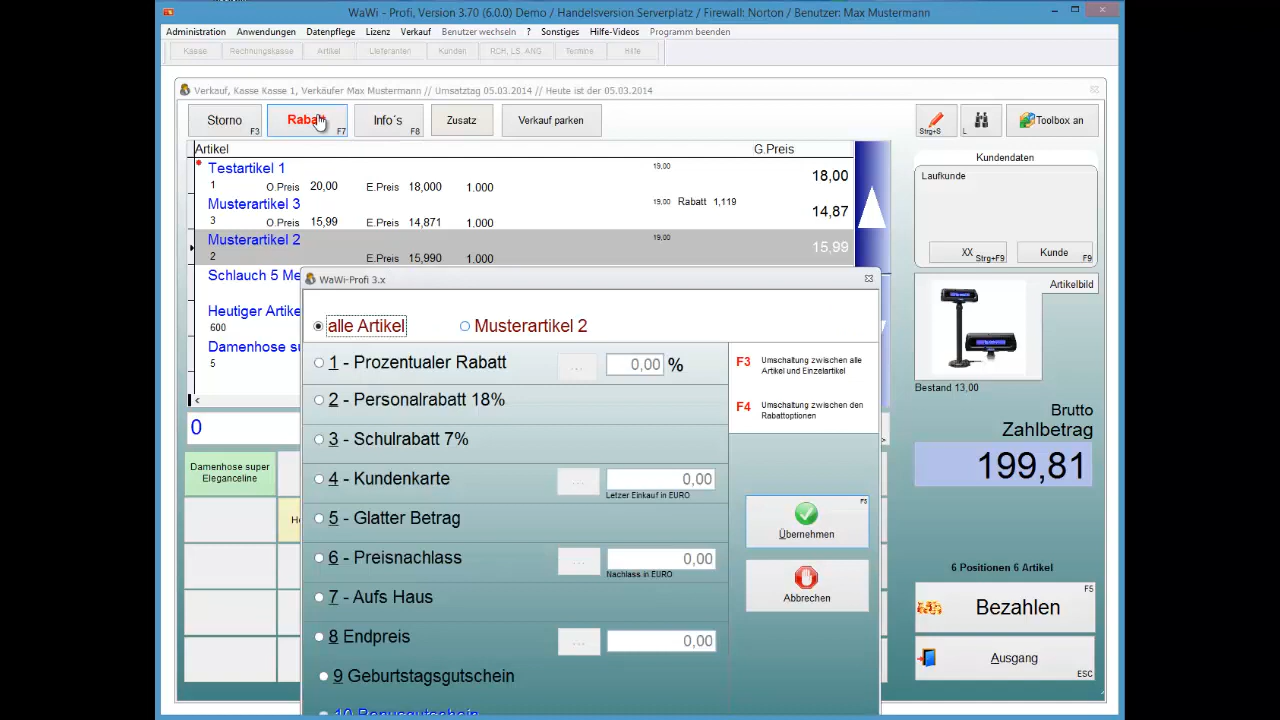 WaWi - Profi, Version 3.70 (6.0.0) Demo / Handelsversion Serverplatz / Firewall: Norton / Benutzer: Max Mustermann
Administration Anwendungen Datenpflege Lizenz Verkauf Benutzer wechseln ? Sonstiges Hilfe-Videos Programm beenden
Kasse Rechnungskasse Artikel Lieferanten Kunden RCH, LS, ANG Termine Hilfe
Verkauf, Kasse Kasse 1, Verkäufer Max Mustermann // Umsatztag 05.03.2014 // Heute ist der 05.03.2014
Storno F3
F7
Info´s F8
Zusatz
Verkauf parken
Strg+S
L
Toolbox an
Artikel G.Preis
Testartikel 1 19,00 18,00
1 O.Preis 20,00 E.Preis 18,000 1.000
Musterartikel 3 19,00 Rabatt 1,119 14,87
3 O.Preis 15,99 E.Preis 14,871 1.000
Musterartikel 2 19,00 15,99
2 E.Preis 15,990 1.000
Schlauch 5 Me
Heutiger Artike
600
Damenhose su
5
<
0
>
Damenhose super
Eleganceline
He
WaWi-Profi 3.x
alle Artikel Musterartikel 2
1 - Prozentualer Rabatt ... 0,00 %
2 - Personalrabatt 18%
3 - Schulrabatt 7%
4 - Kundenkarte ... 0,00
Letzer Einkauf in EURO
5 - Glatter Betrag
6 - Preisnachlass ... 0,00
Nachlass in EURO
7 - Aufs Haus
8 Endpreis ... 0,00
9 Geburtstagsgutschein
10 Bonusgutschein
F3 Umschaltung zwischen alle
Artikel und Einzelartikel
F4 Umschaltung zwischen den
Rabattoptionen
Übernehmen
Abbrechen
Kundendaten
Laufkunde
XX Strg+F9
Kunde F9
Artikelbild
Bestand 13,00
Brutto
Zahlbetrag
199,81
6 Positionen 6 Artikel
Bezahlen F5
Ausgang ESC